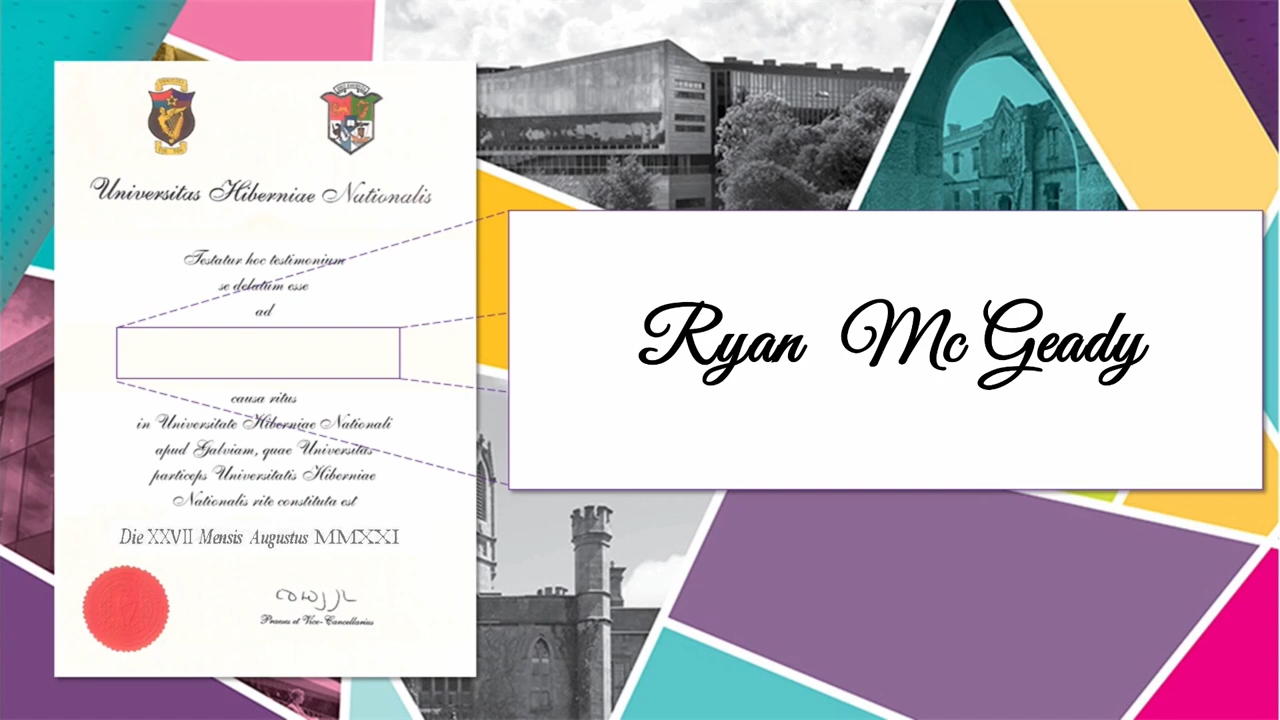 Universitas Hiberniae Nationalis
Testatur hoc testimonium
se delatum esse
ad
Ryan McGeady
causa ritus
in Universitate Hiberniae Nationali
apud Galviam, quae Universitas
particeps Universitatis Hiberniae
Nationalis rite constituta est
Die XXVII Mensis Augustus MMXXI
Praeses et Vice-Cancellarius